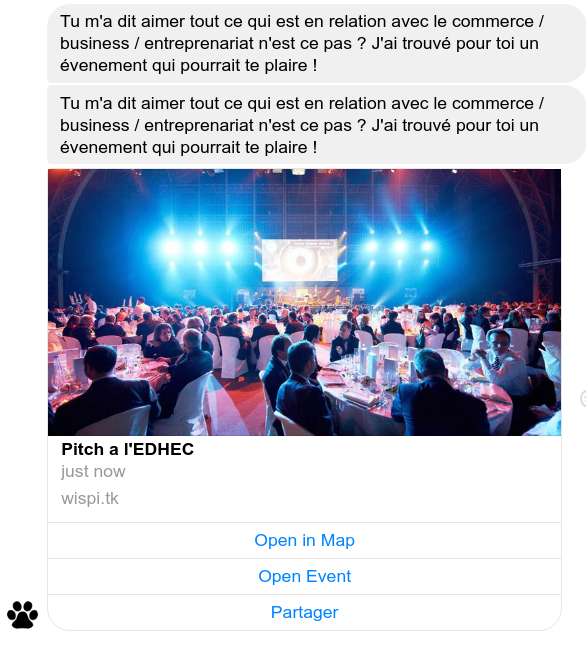 Tu m'a dit aimer tout ce qui est en relation avec le commerce /
business / entreprenariat n'est ce pas ? J'ai trouvé pour toi un
évenement qui pourrait te plaire !
Tu m'a dit aimer tout ce qui est en relation avec le commerce /
business / entreprenariat n'est ce pas ? J'ai trouvé pour toi un
évenement qui pourrait te plaire !
Pitch a l'EDHEC
just now
wispi.tk
Open in Map
Open Event
Partager